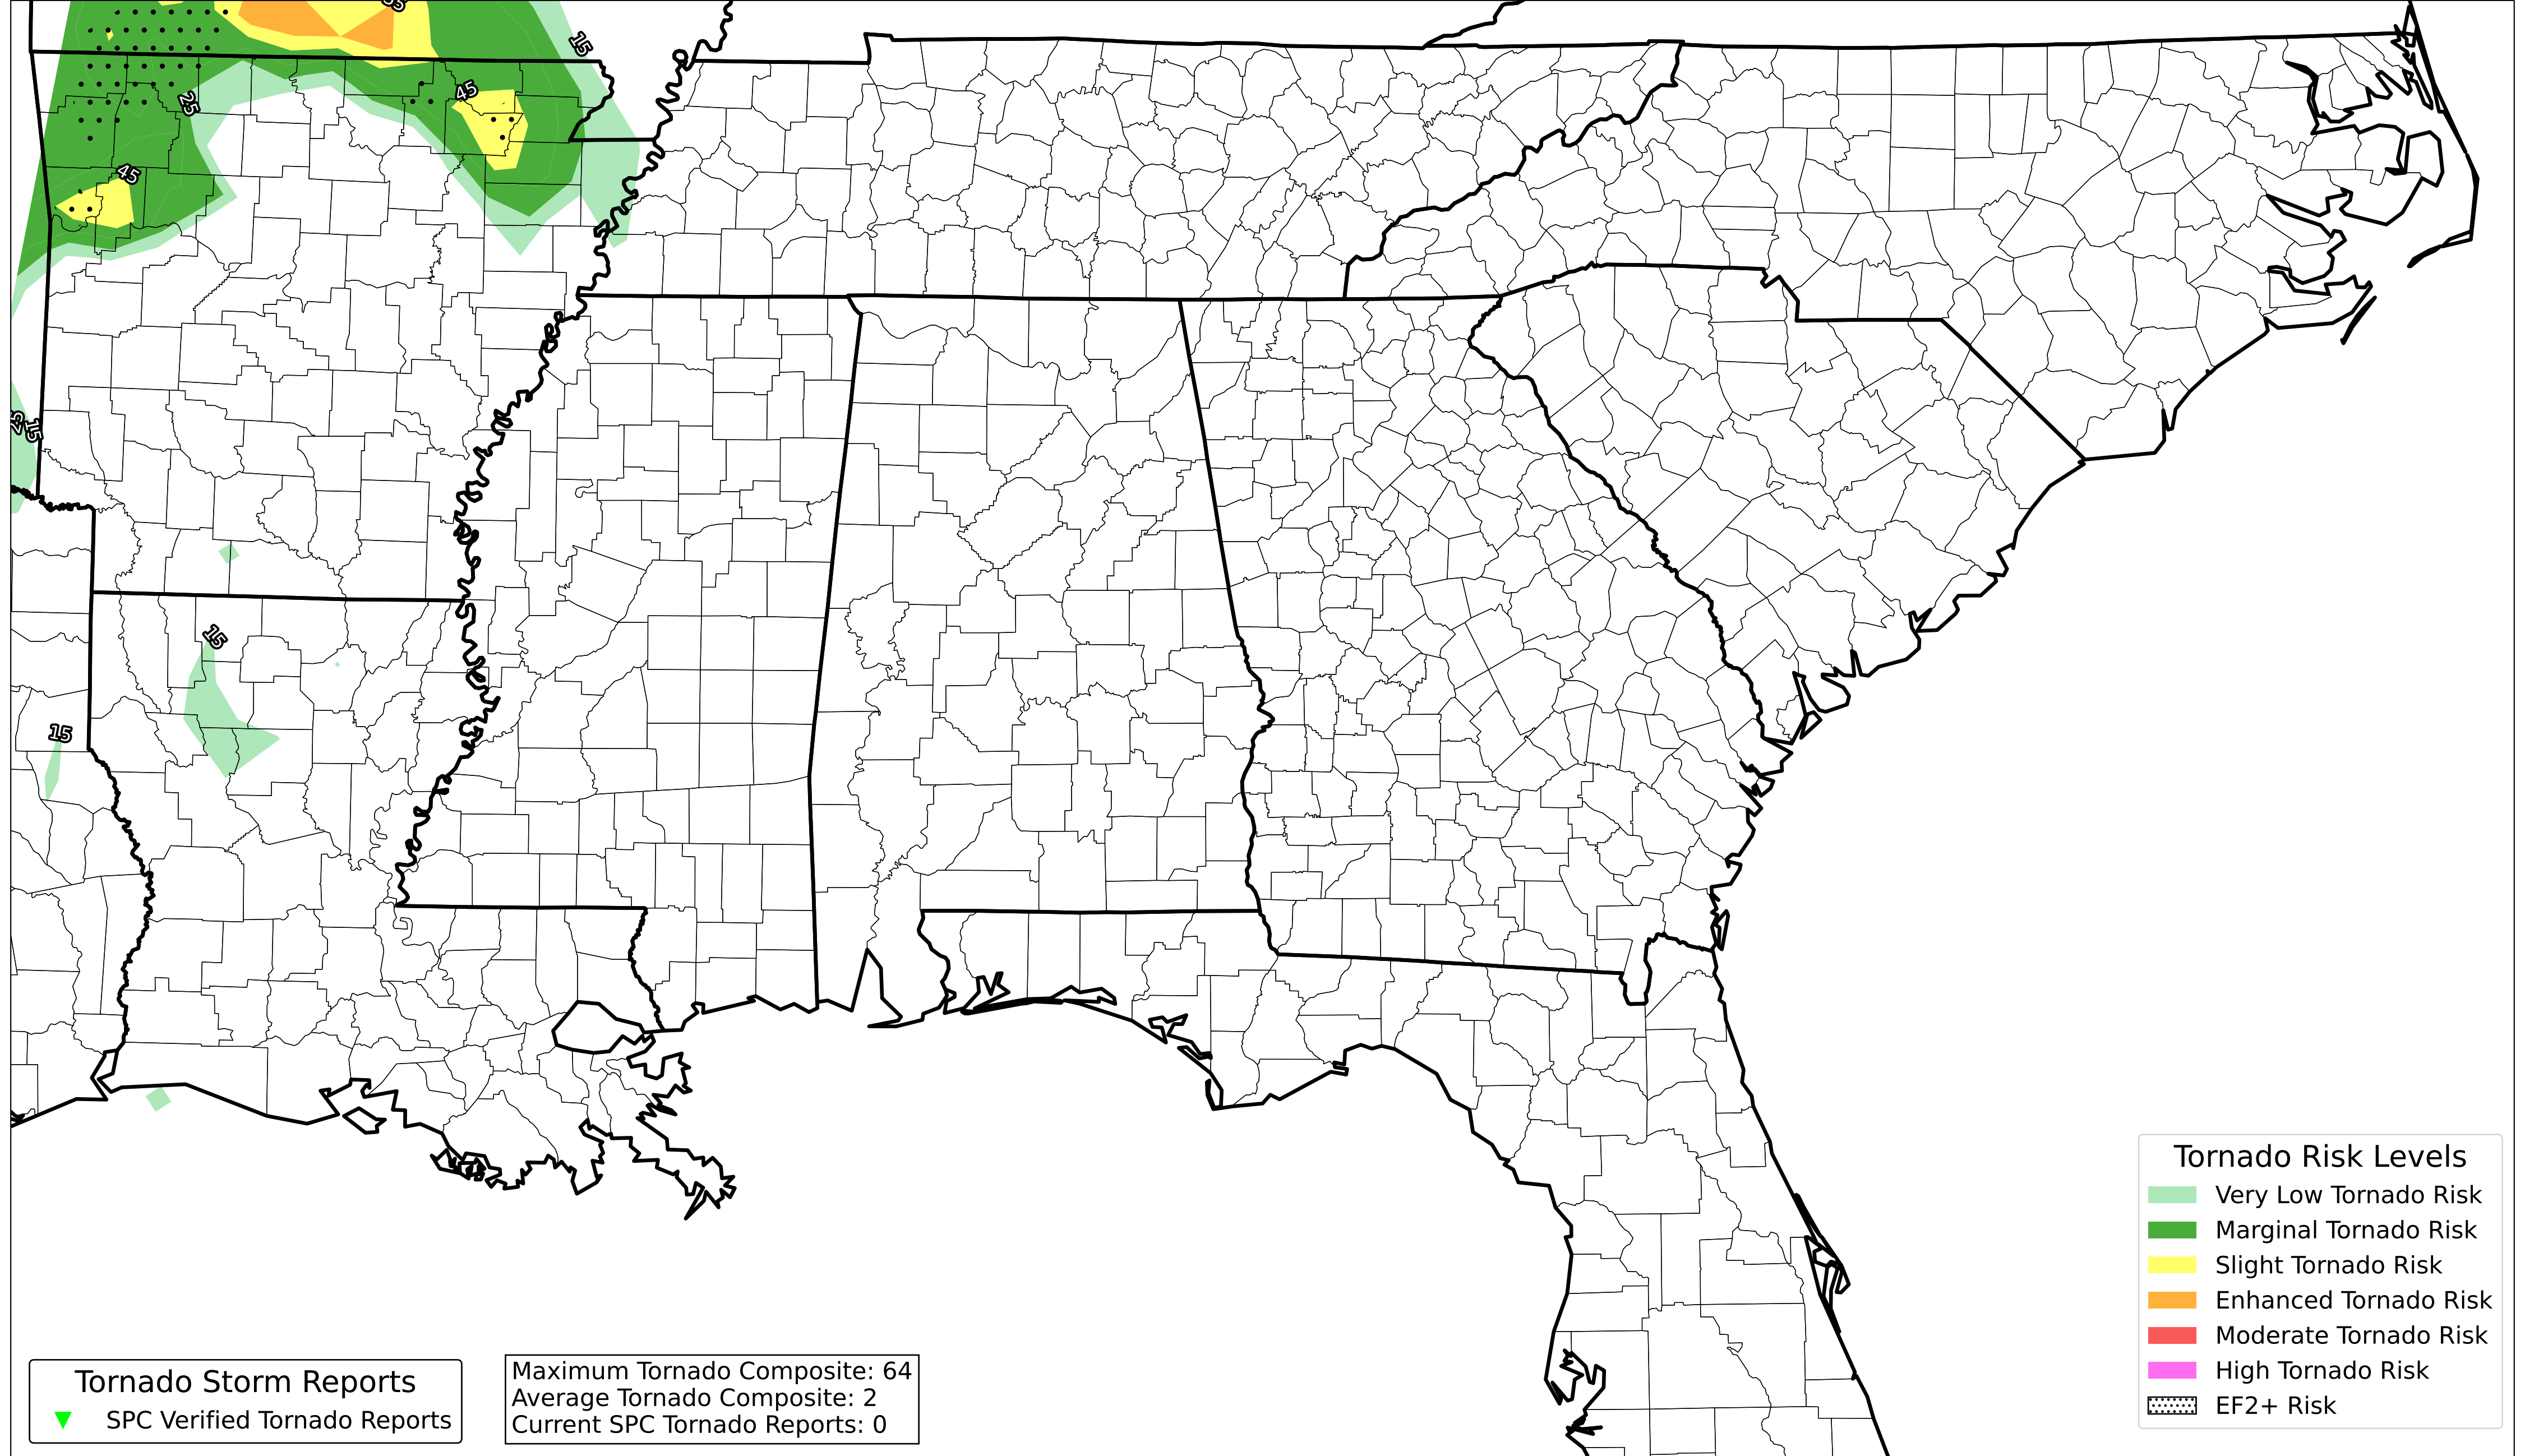 15
45
25
45
25
15
15
15
Tornado Risk Levels
Very Low Tornado Risk
Marginal Tornado Risk
Slight Tornado Risk
Enhanced Tornado Risk
Moderate Tornado Risk
High Tornado Risk
EF2+ Risk
Tornado Storm Reports
SPC Verified Tornado Reports
Maximum Tornado Composite: 64
Average Tornado Composite: 2
Current SPC Tornado Reports: 0